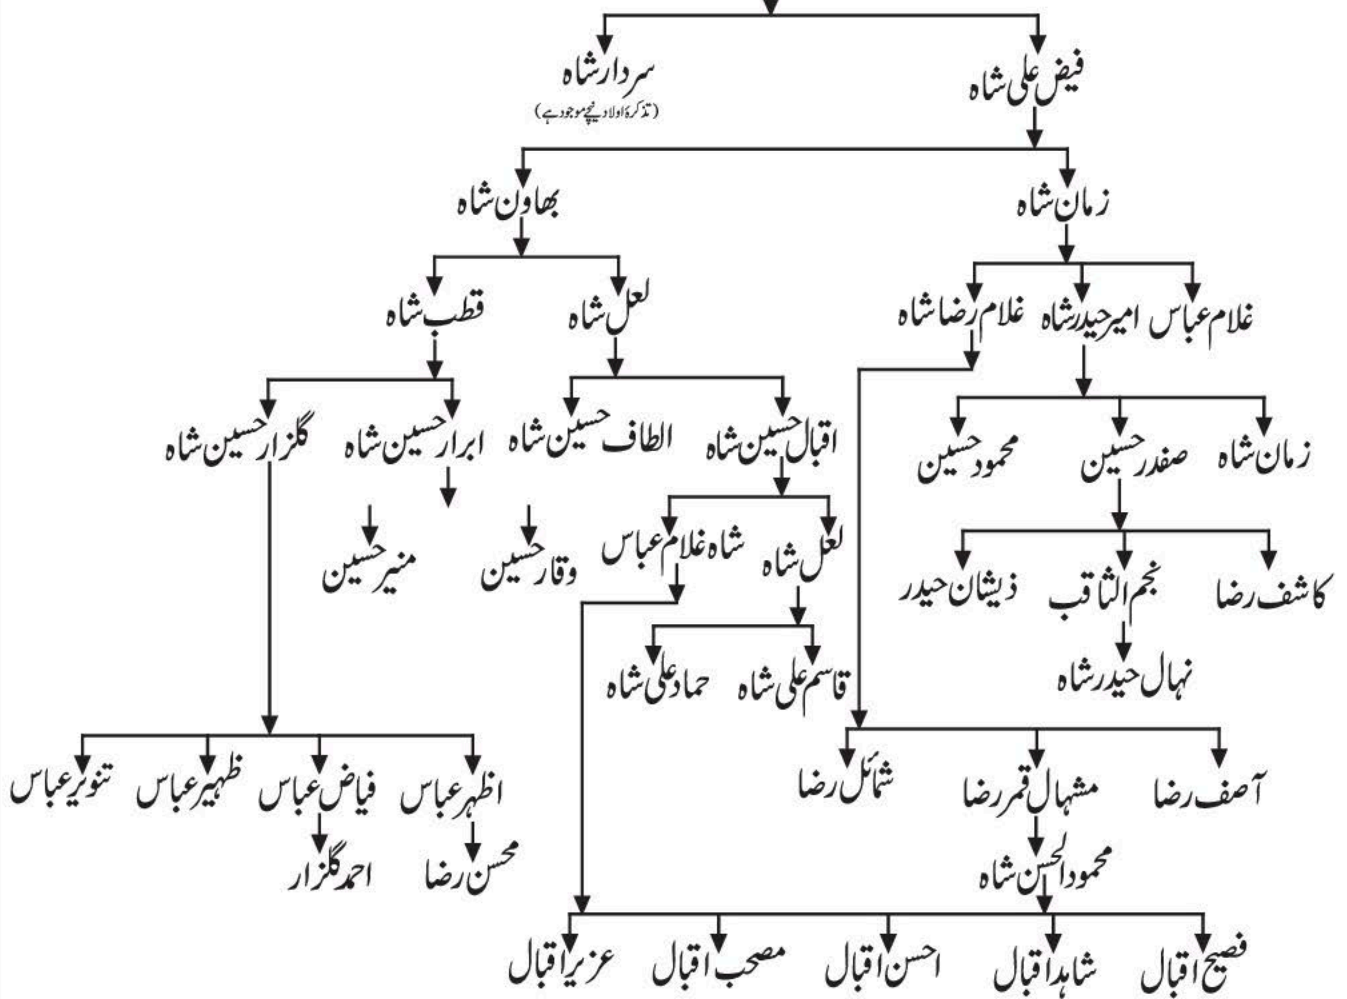 فیض علی شاہ سردار شاہ
(تذکرۂ اولاد نیچے موجود ہے)
زمان شاہ بھاون شاہ
غلام عباس امیر حیدر شاہ غلام رضا شاہ لعل شاہ قطب شاہ
زمان شاہ صفدر حسین محمود حسین اقبال حسین شاہ الطاف حسین شاہ ابرار حسین شاہ گلزار حسین شاہ
کاشف رضا نجم الثاقب ذیشان حیدر لعل شاہ شاہ غلام عباس وقار حسین منیر حسین
نہال حیدر شاہ قاسم علی شاہ حماد علی شاہ
آصف رضا مشہال قمر رضا شمائل رضا اظہر عباس فیاض عباس ظہیر عباس تنویر عباس
محمود الحسن شاہ محسن رضا احمد گلزار
فصیح اقبال شاہد اقبال احسن اقبال مصحب اقبال عزیر اقبال